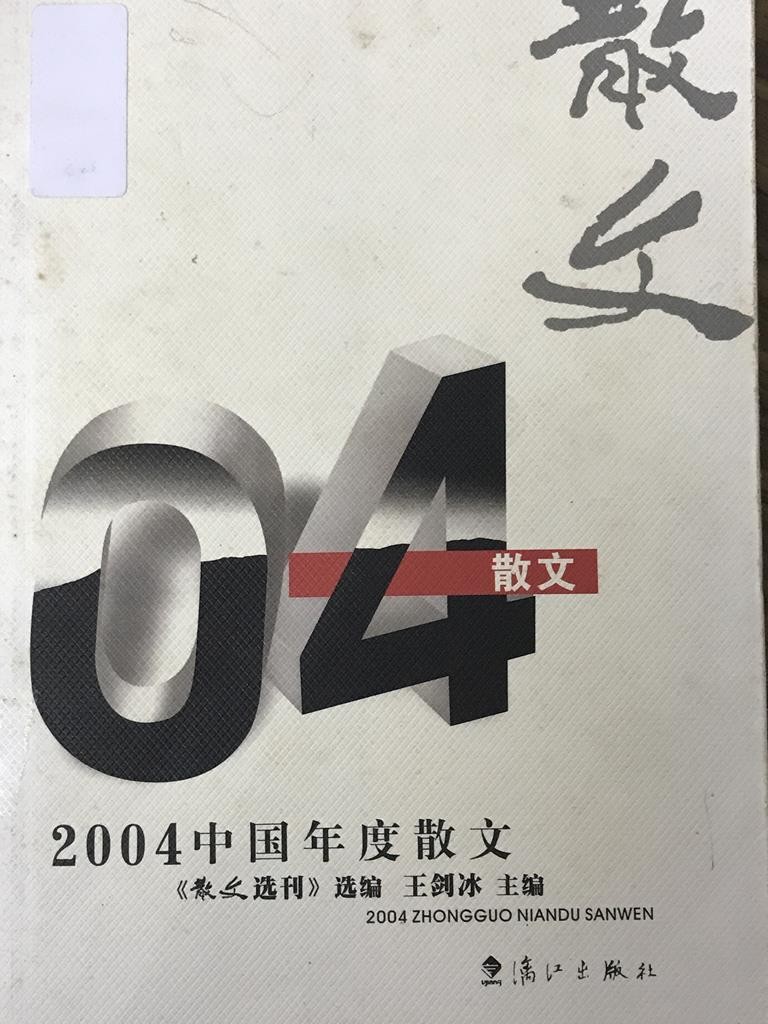 散文
04
散文
2004中国年度散文
《散文选刊》选编 王剑冰 主编
2004 ZHONGGUO NIANDU SANWEN
漓江出版社